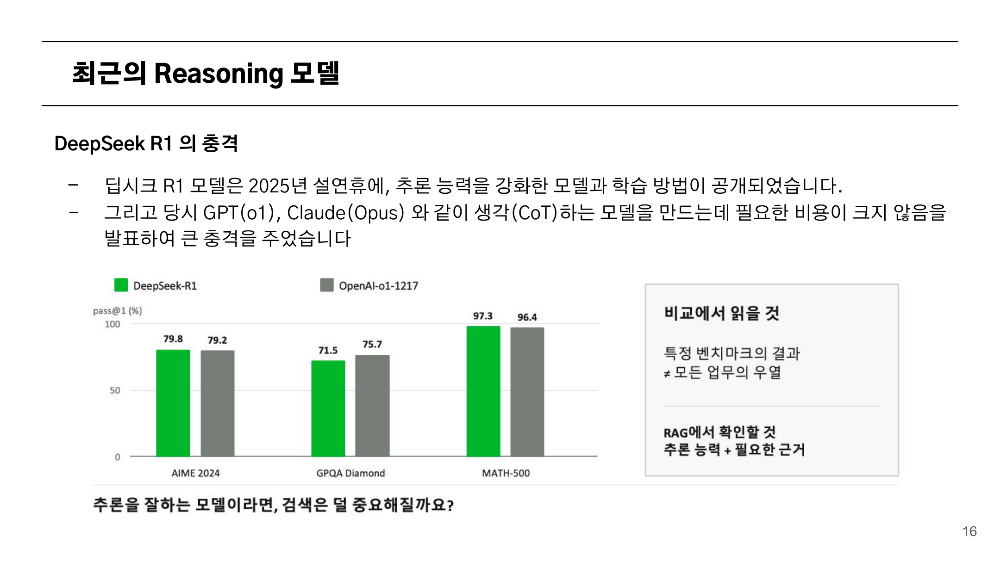 최근의 Reasoning 모델
DeepSeek R1 의 충격
- 딥시크 R1 모델은 2025년 설연휴에, 추론 능력을 강화한 모델과 학습 방법이 공개되었습니다.
- 그리고 당시 GPT(o1), Claude(Opus) 와 같이 생각(CoT)하는 모델을 만드는데 필요한 비용이 크지 않음을
발표하여 큰 충격을 주었습니다
DeepSeek-R1
OpenAI-o1-1217
pass@1 (%)
100
50
0
79.8
79.2
71.5
75.7
97.3
96.4
AIME 2024
GPQA Diamond
MATH-500
비교에서 읽을 것
특정 벤치마크의 결과
≠ 모든 업무의 우열
RAG에서 확인할 것
추론 능력 + 필요한 근거
추론을 잘하는 모델이라면, 검색은 덜 중요해질까요?
16